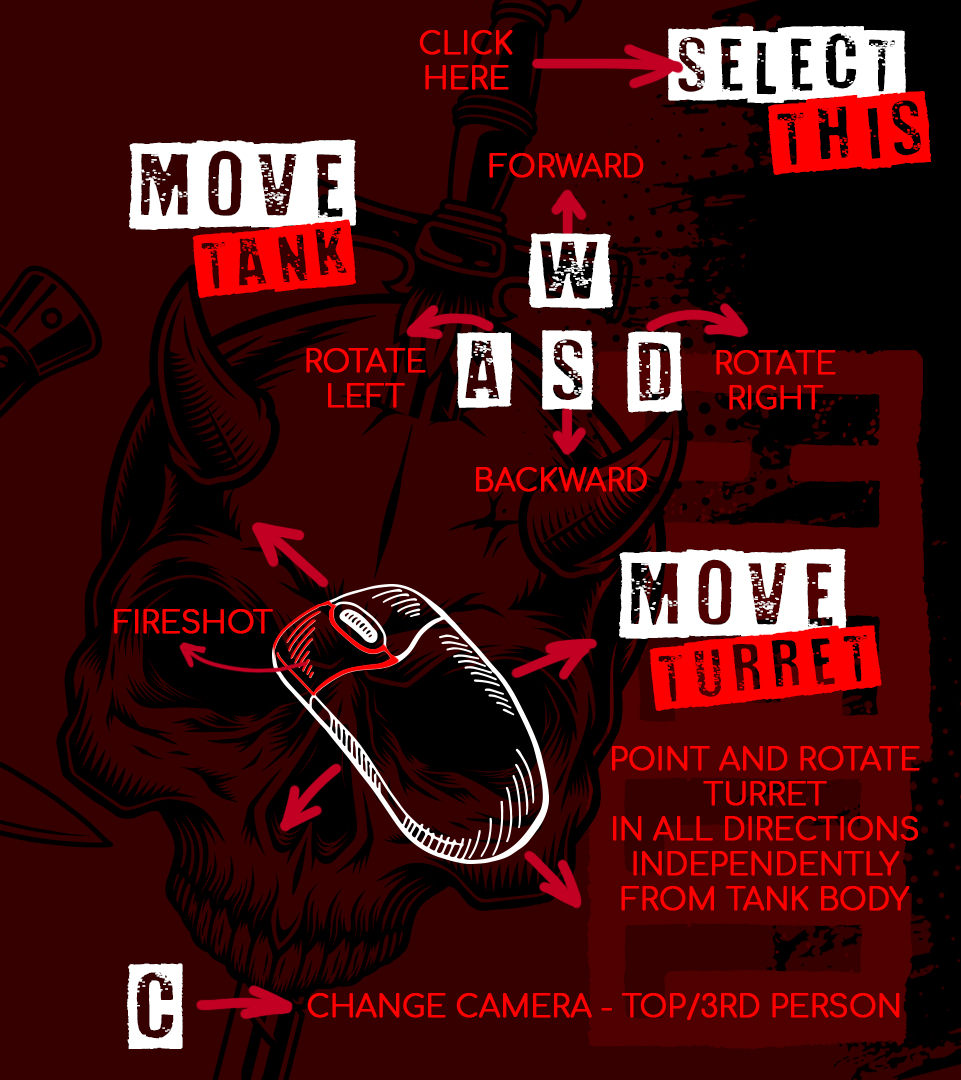 CLICK
HERE
SELECT
THIS
MOVE
TANK
FORWARD
W
ROTATE
LEFT
A S D
ROTATE
RIGHT
BACKWARD
FIRESHOT
MOVE
TURRET
POINT AND ROTATE
TURRET
IN ALL DIRECTIONS
INDEPENDENTLY
FROM TANK BODY
C
CHANGE CAMERA - TOP/3RD PERSON